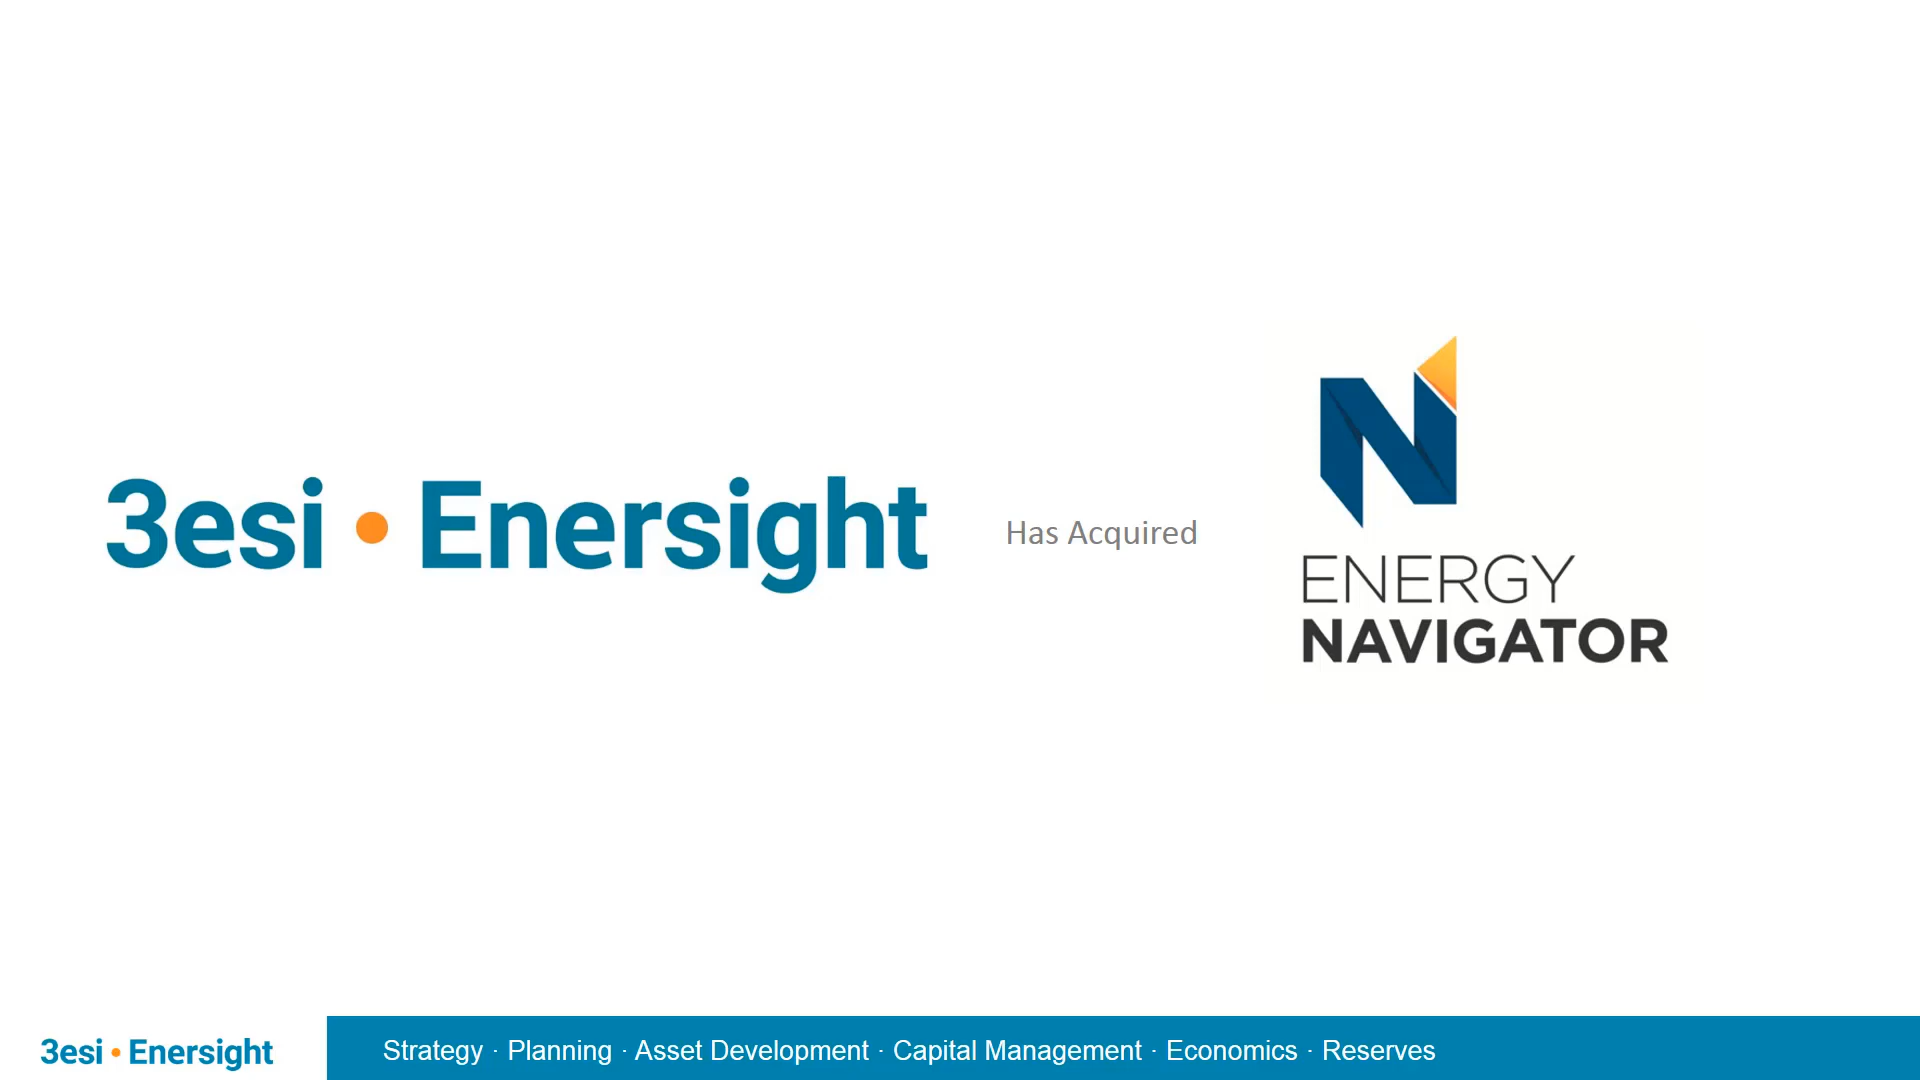 3esi • Enersight
Has Acquired
ENERGY
NAVIGATOR
3esi • Enersight
Strategy · Planning · Asset Development · Capital Management · Economics · Reserves